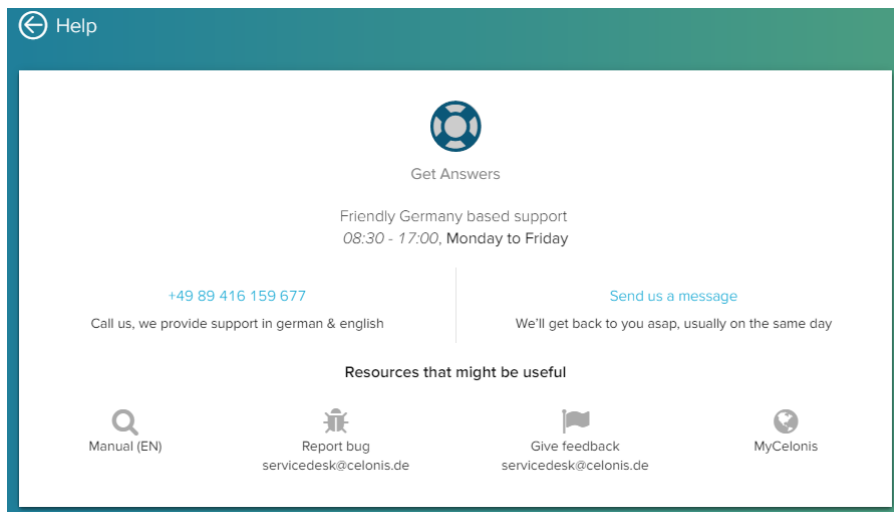 Help
Get Answers
Friendly Germany based support
08:30 - 17:00, Monday to Friday
+49 89 416 159 677
Call us, we provide support in german & english
Send us a message
We'll get back to you asap, usually on the same day
Resources that might be useful
Manual (EN)
Report bug
servicedesk@celonis.de
Give feedback
servicedesk@celonis.de
MyCelonis